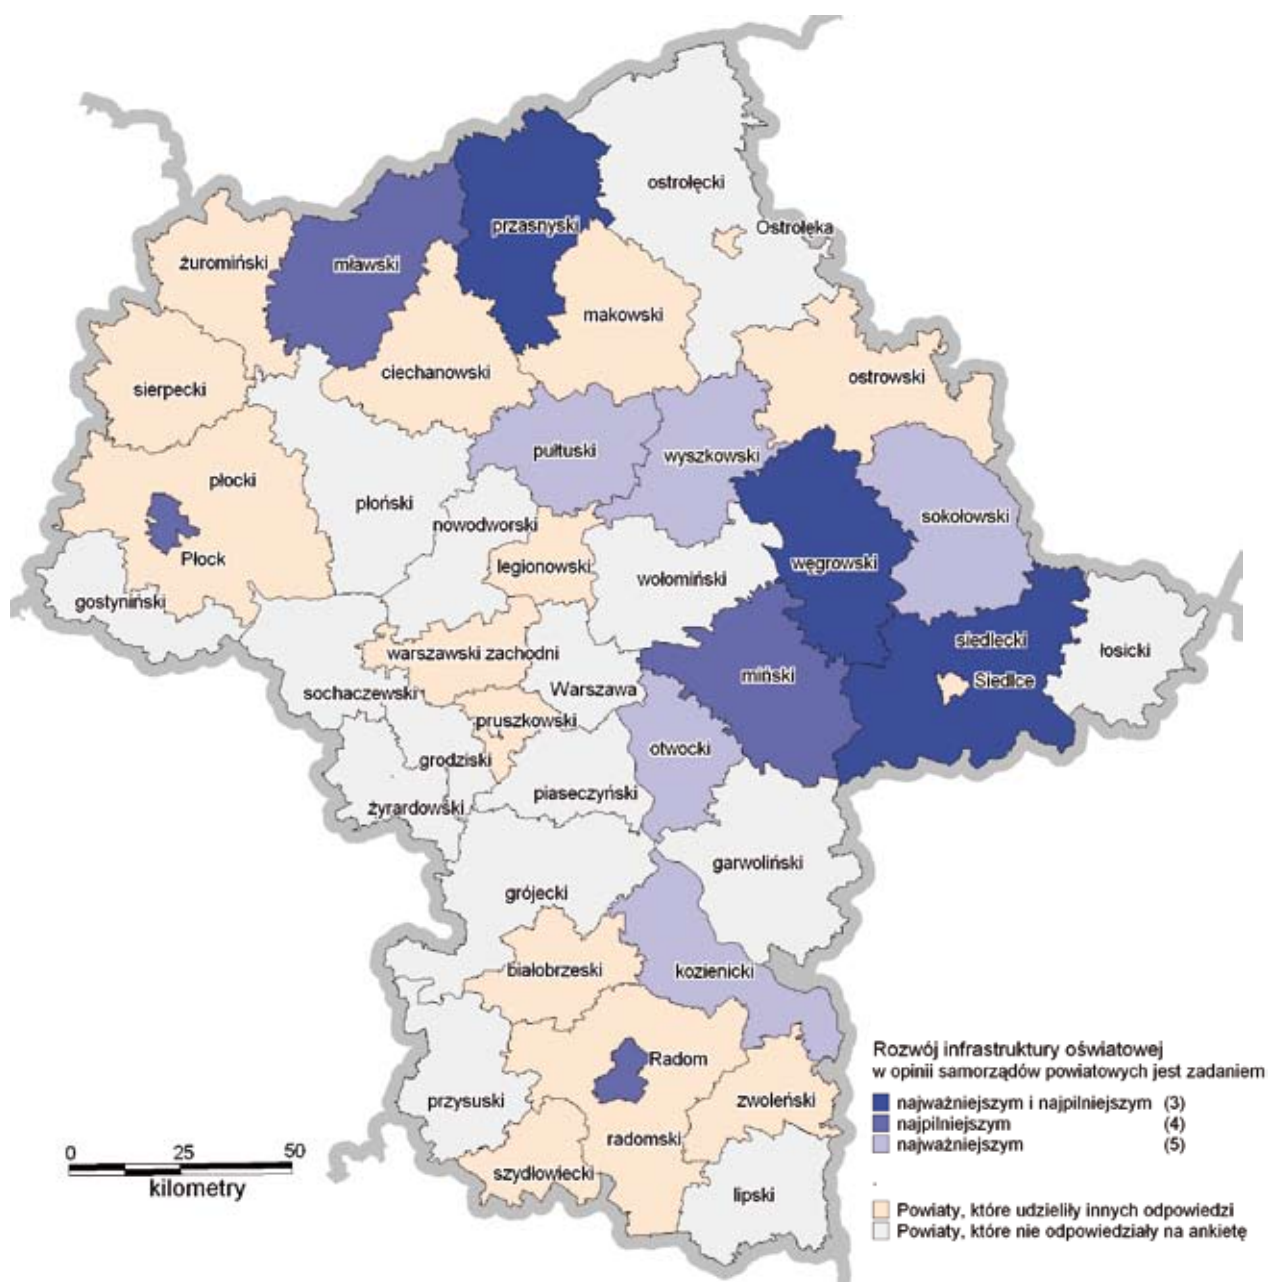 ostrołęcki
przasnyski
Ostrołęka
żuromiński
mławski
makowski
ciechanowski
ostrowski
sierpecki
pułtuski
wyszkowski
płocki
płoński
sokołowski
nowodworski
Płock
legionowski
wołomiński
węgrowski
gostyniński
siedlecki
warszawski zachodni
łosicki
miński
Siedlce
sochaczewski
Warszawa
pruszkowski
otwocki
grodziski
piaseczyński
żyrardowski
garwoliński
grójecki
białobrzeski
kozienicki
Radom
przysuski
zwoleński
radomski
szydłowiecki
lipski
0 25 50
kilometry
Rozwój infrastruktury oświatowej
w opinii samorządów powiatowych jest zadaniem
najważniejszym i najpilniejszym (3)
najpilniejszym (4)
najważniejszym (5)
Powiaty, które udzieliły innych odpowiedzi
Powiaty, które nie odpowiedziały na ankietę